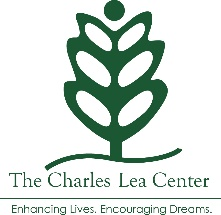 The Charles Lea Center
Enhancing Lives. Encouraging Dreams.